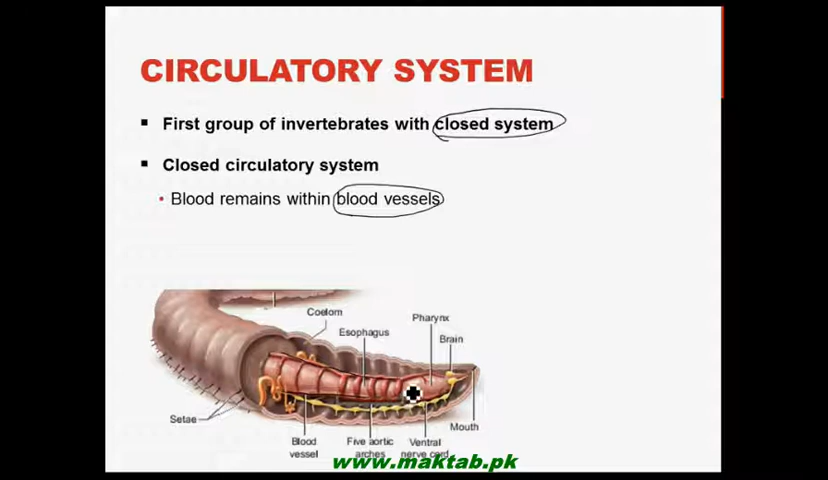 CIRCULATORY SYSTEM
▪ First group of invertebrates with closed system
▪ Closed circulatory system
• Blood remains within blood vessels
Coelom
Pharynx
Esophagus
Brain
Setae
Mouth
Blood vessel
Five aortic arches
Ventral nerve cord
www.maktab.pk